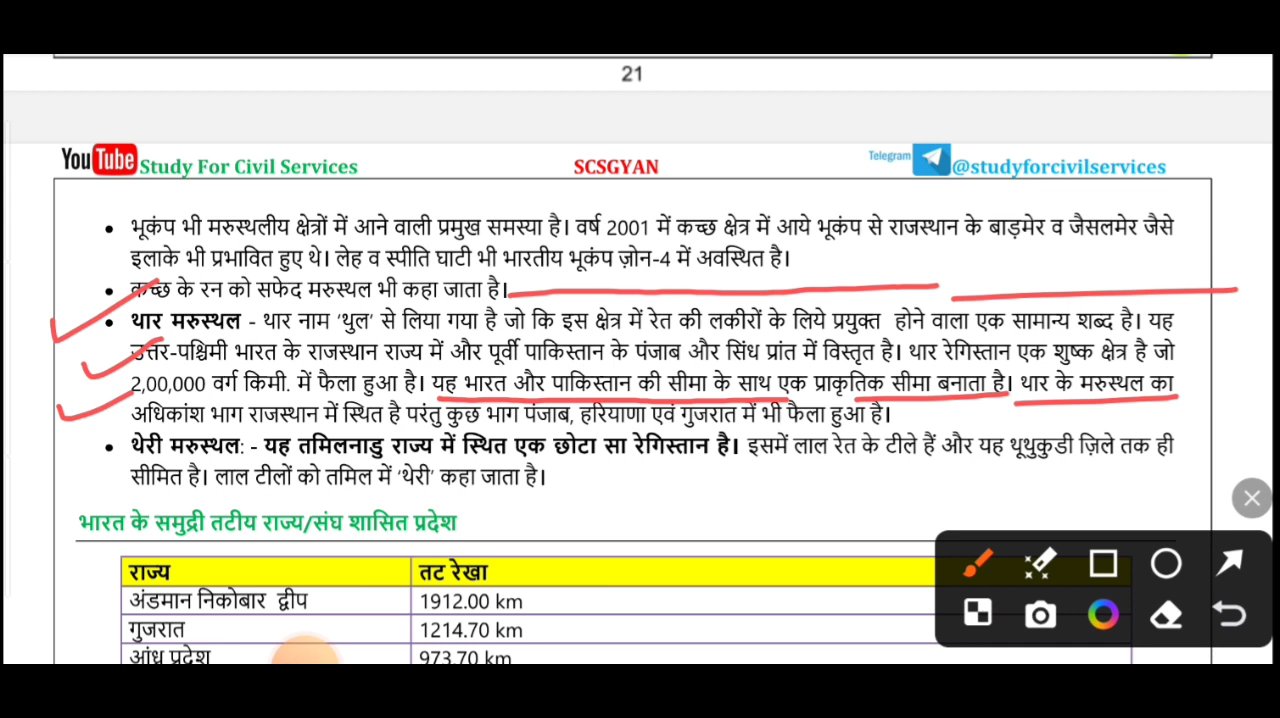 21
YouTube Study For Civil Services SCSGYAN Telegram @studyforcivilservices
• भूकंप भी मरुस्थलीय क्षेत्रों में आने वाली प्रमुख समस्या है। वर्ष 2001 में कच्छ क्षेत्र में आये भूकंप से राजस्थान के बाड़मेर व जैसलमेर जैसे
इलाके भी प्रभावित हुए थे। लेह व स्पीति घाटी भी भारतीय भूकंप ज़ोन-4 में अवस्थित है।
• कच्छ के रन को सफेद मरुस्थल भी कहा जाता है।
• थार मरुस्थल - थार नाम ‘थुल’ से लिया गया है जो कि इस क्षेत्र में रेत की लकीरों के लिये प्रयुक्त होने वाला एक सामान्य शब्द है। यह
उत्तर-पश्चिमी भारत के राजस्थान राज्य में और पूर्वी पाकिस्तान के पंजाब और सिंध प्रांत में विस्तृत है। थार रेगिस्तान एक शुष्क क्षेत्र है जो
2,00,000 वर्ग किमी. में फैला हुआ है। यह भारत और पाकिस्तान की सीमा के साथ एक प्राकृतिक सीमा बनाता है। थार के मरुस्थल का
अधिकांश भाग राजस्थान में स्थित है परंतु कुछ भाग पंजाब, हरियाणा एवं गुजरात में भी फैला हुआ है।
• थेरी मरुस्थल: - यह तमिलनाडु राज्य में स्थित एक छोटा सा रेगिस्तान है। इसमें लाल रेत के टीले हैं और यह थूथुकुडी ज़िले तक ही
सीमित है। लाल टीलों को तमिल में ‘थेरी’ कहा जाता है।
भारत के समुद्री तटीय राज्य/संघ शासित प्रदेश
राज्य तट रेखा
अंडमान निकोबार द्वीप 1912.00 km
गुजरात 1214.70 km
आंध्र प्रदेश 973.70 km